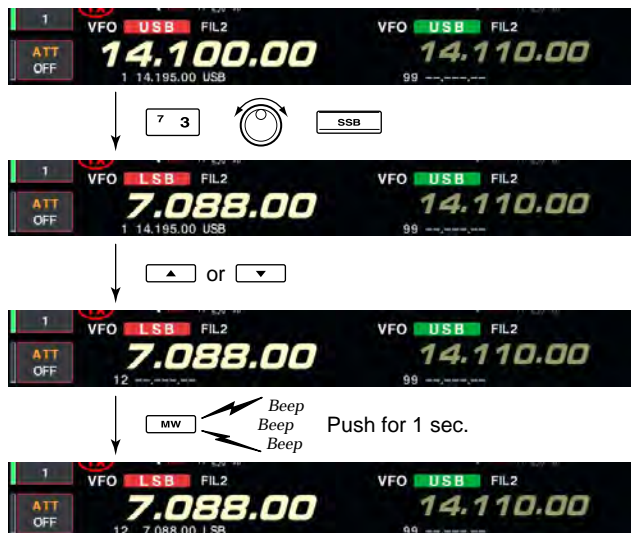 1 VFO USB FIL2 VFO USB FIL2
ATT OFF 14.100.00 14.110.00
1 14.195.00 USB 99 --.---.--
7 3 SSB
1 TX VFO LSB FIL2 VFO USB FIL2
ATT OFF 7.088.00 14.110.00
1 14.195.00 USB 99 --.---.--
▲ or ▼
1 TX VFO LSB FIL2 VFO USB FIL2
ATT OFF 7.088.00 14.110.00
12 --.---.-- 99 --.---.--
Beep
MW Beep Push for 1 sec.
Beep
1 TX VFO LSB FIL2 VFO USB FIL2
ATT OFF 7.088.00 14.110.00
12 7.088.00 LSB 99 --.---.--